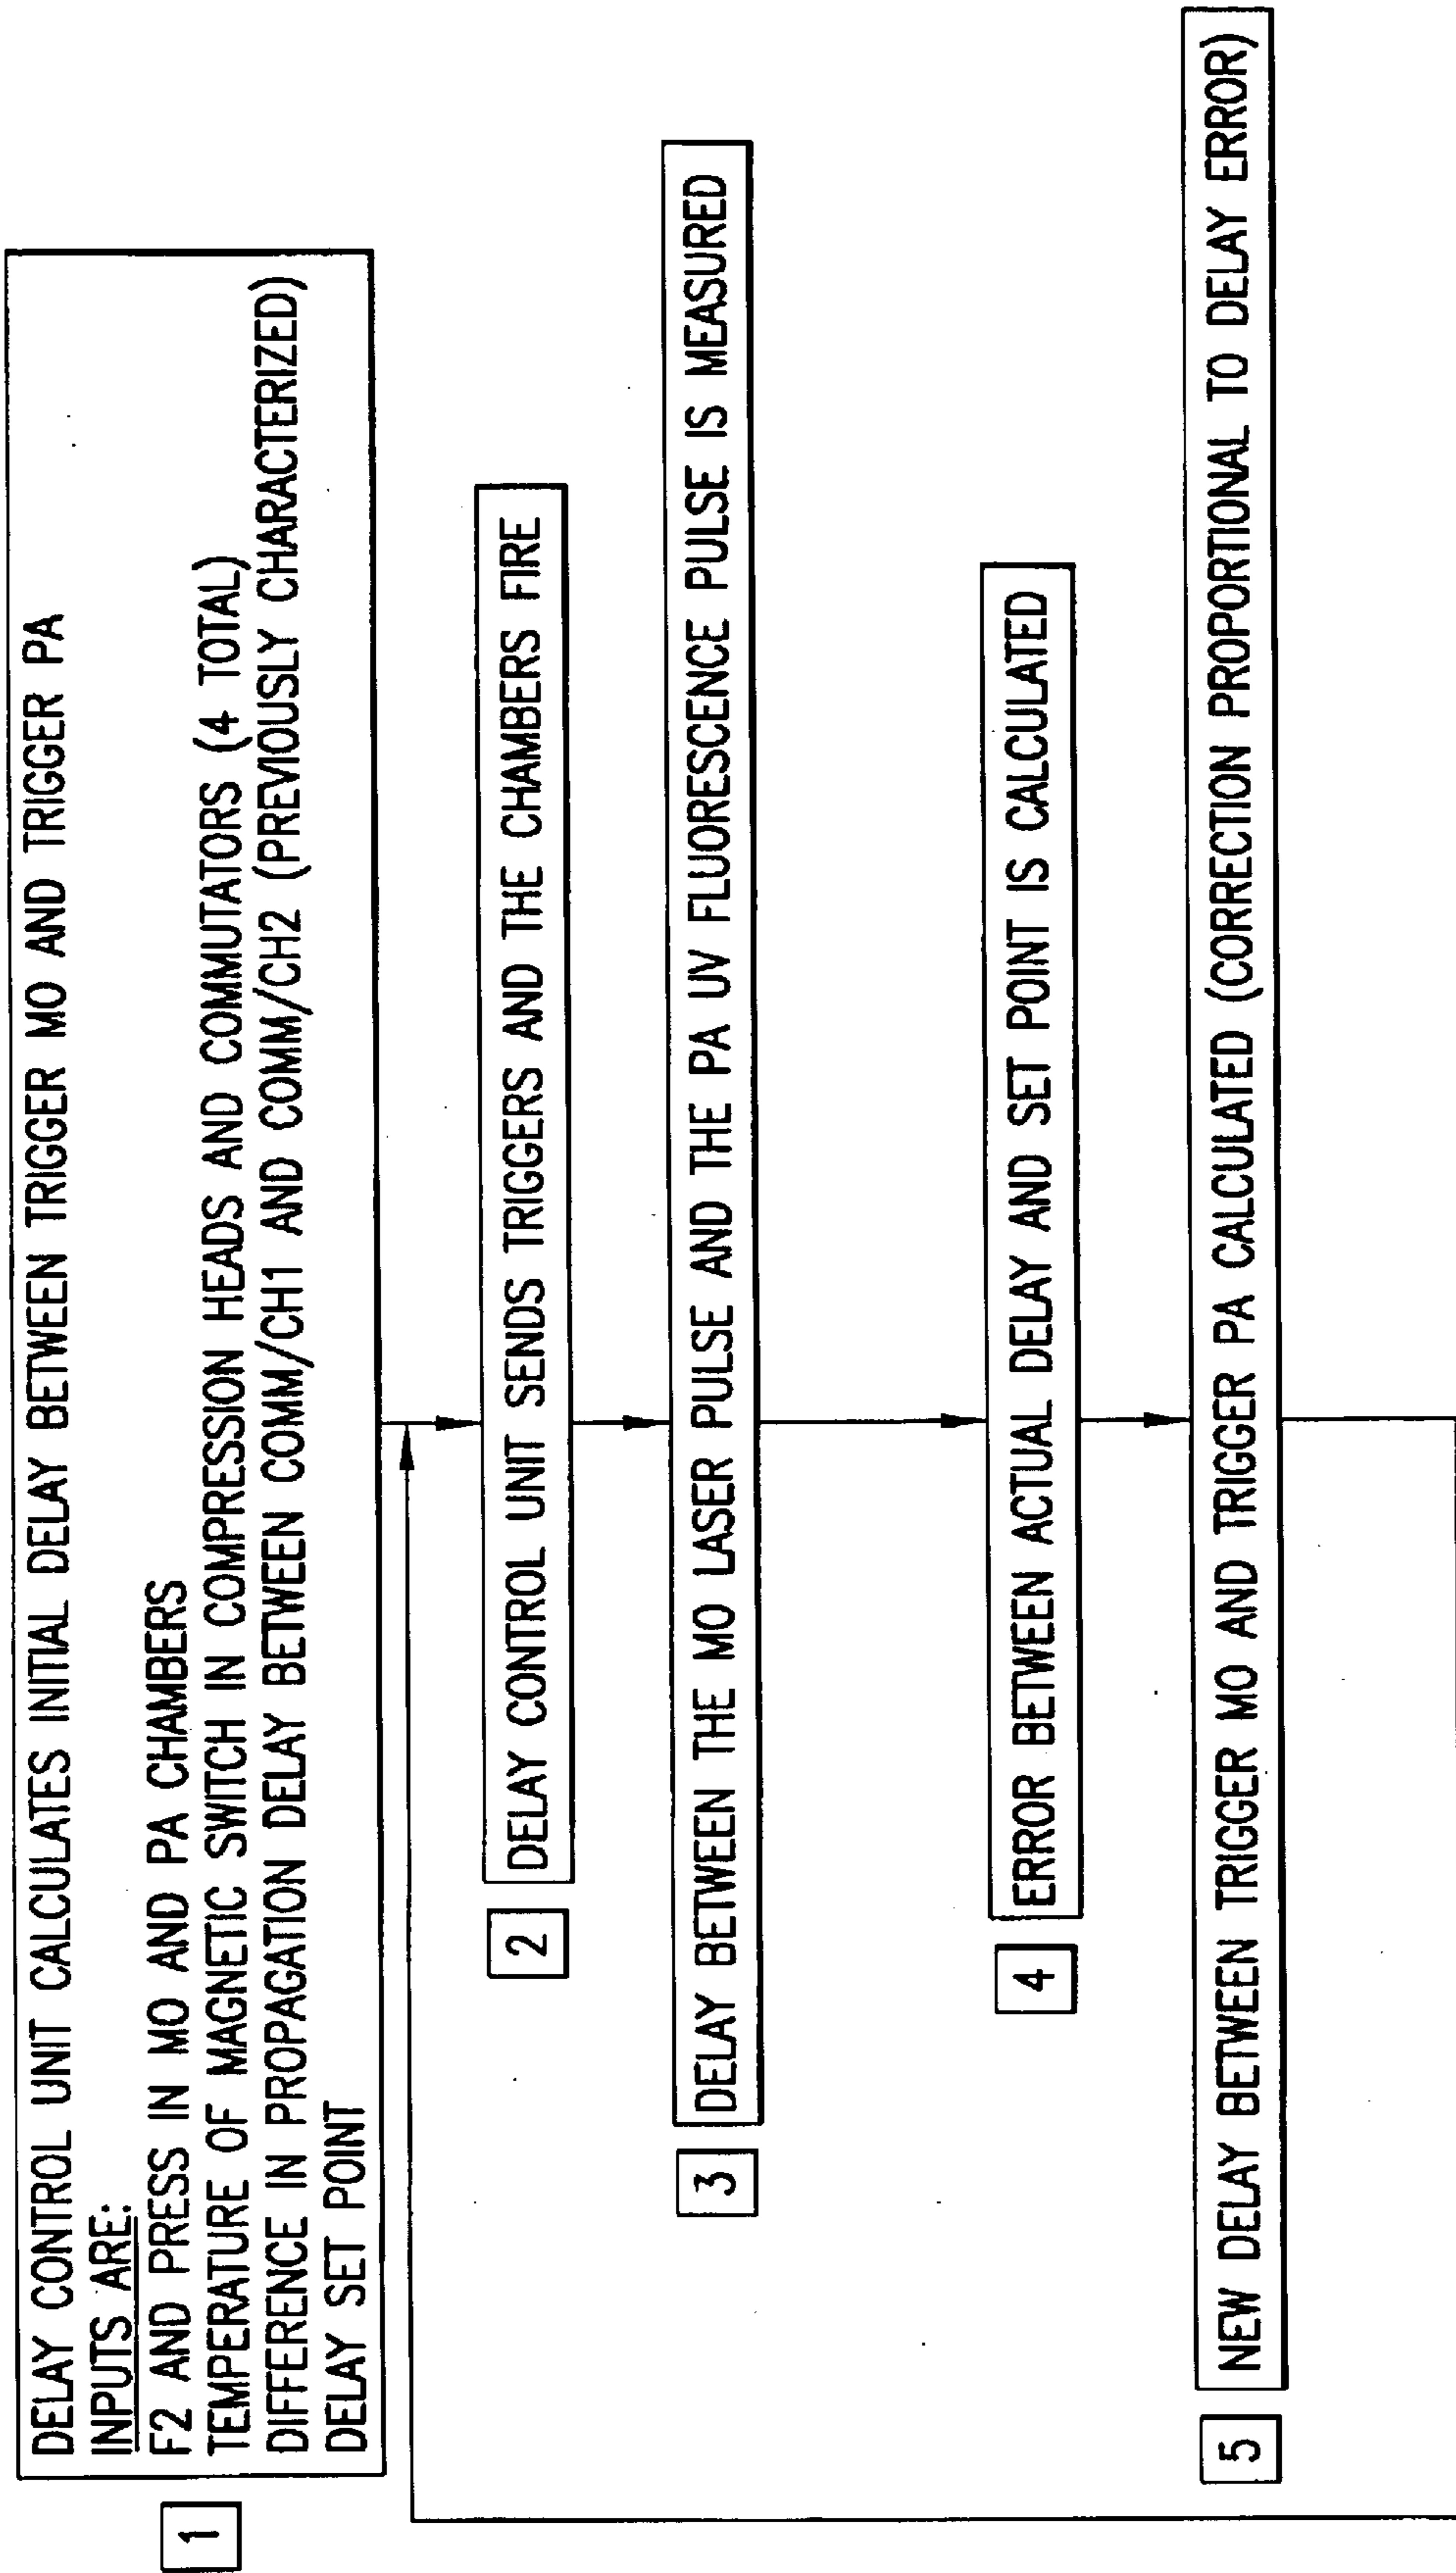 1
DELAY CONTROL UNIT CALCULATES INITIAL DELAY BETWEEN TRIGGER MO AND TRIGGER PA
INPUTS ARE:
F2 AND PRESS IN MO AND PA CHAMBERS
TEMPERATURE OF MAGNETIC SWITCH IN COMPRESSION HEADS AND COMMUTATORS (4 TOTAL)
DIFFERENCE IN PROPAGATION DELAY BETWEEN COMM/CH1 AND COMM/CH2 (PREVIOUSLY CHARACTERIZED)
DELAY SET POINT
2
DELAY CONTROL UNIT SENDS TRIGGERS AND THE CHAMBERS FIRE
3
DELAY BETWEEN THE MO LASER PULSE AND THE PA UV FLUORESCENCE PULSE IS MEASURED
4
ERROR BETWEEN ACTUAL DELAY AND SET POINT IS CALCULATED
5
NEW DELAY BETWEEN TRIGGER MO AND TRIGGER PA CALCULATED (CORRECTION PROPORTIONAL TO DELAY ERROR)